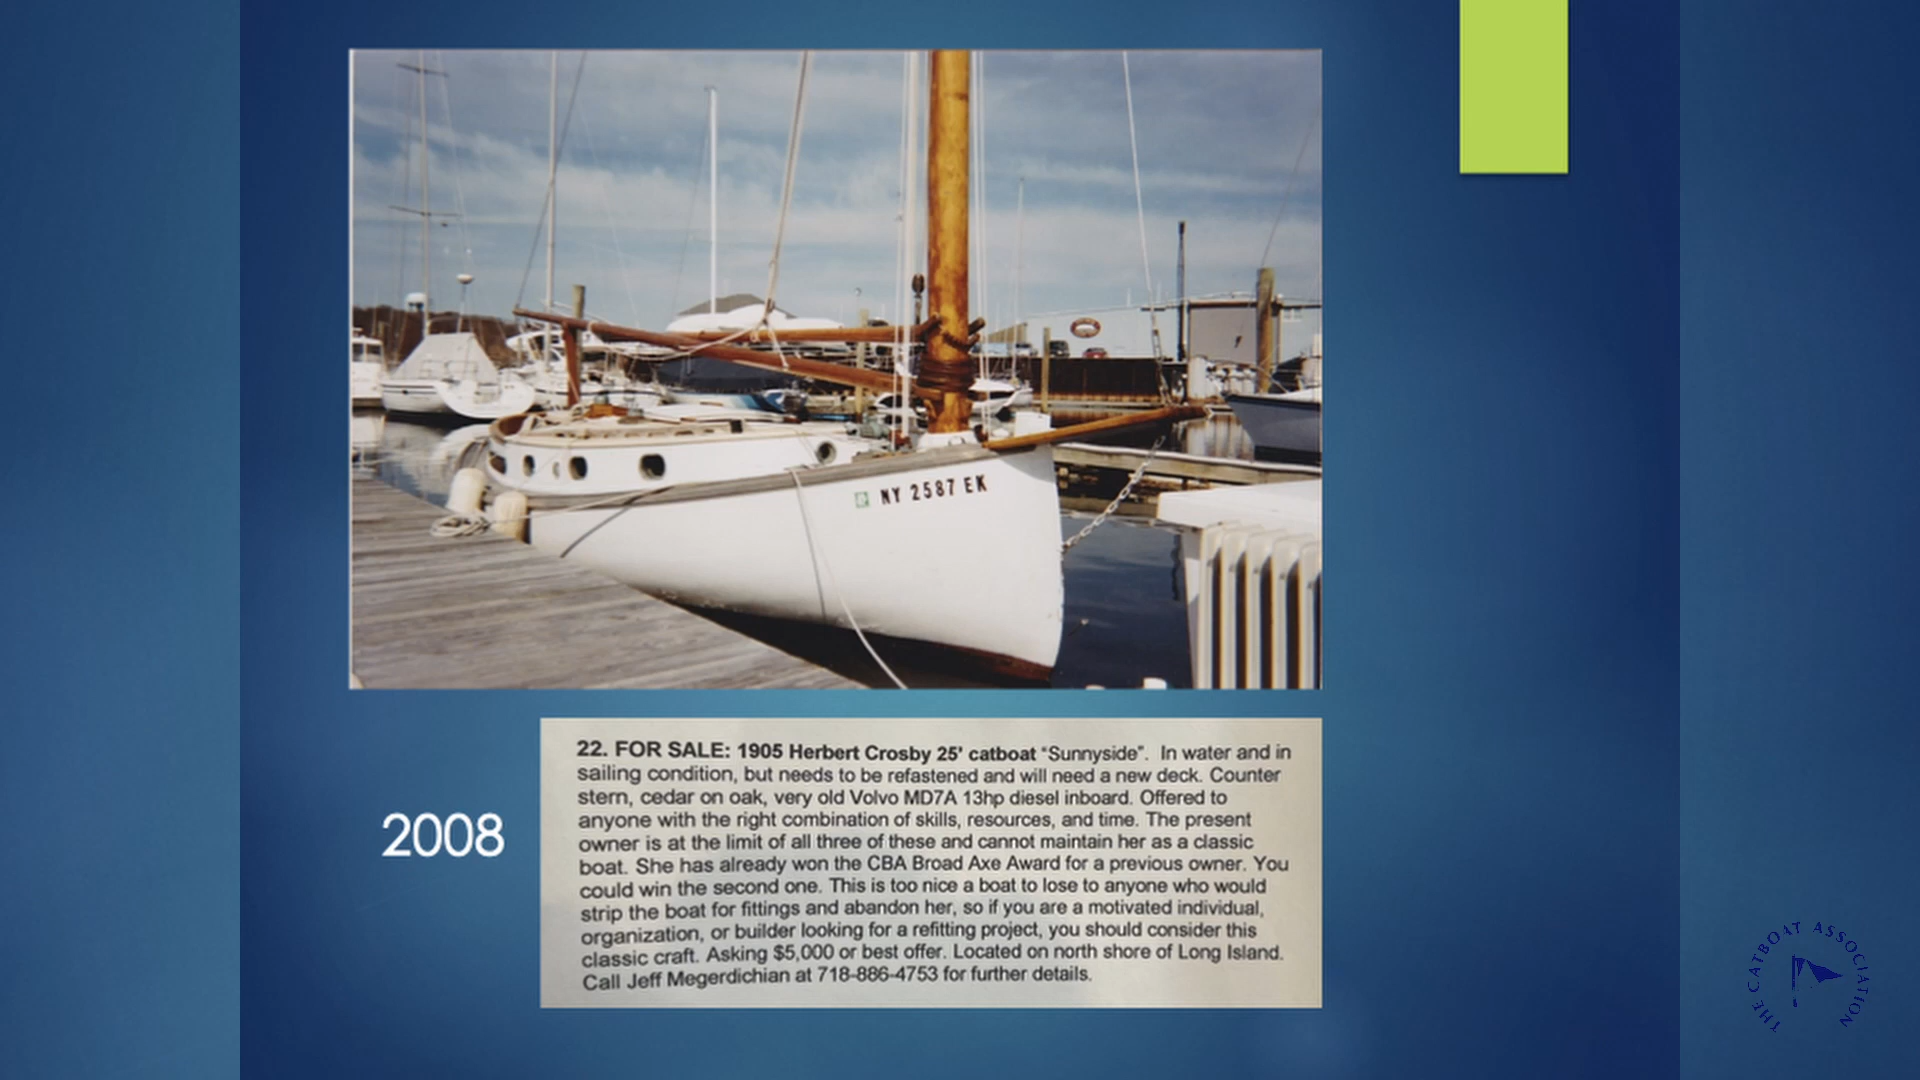 NY 2587 EK
22. FOR SALE: 1905 Herbert Crosby 25' catboat "Sunnyside". In water and in
sailing condition, but needs to be refastened and will need a new deck. Counter
stern, cedar on oak, very old Volvo MD7A 13hp diesel inboard. Offered to
anyone with the right combination of skills, resources, and time. The present
owner is at the limit of all three of these and cannot maintain her as a classic
boat. She has already won the CBA Broad Axe Award for a previous owner. You
could win the second one. This is too nice a boat to lose to anyone who would
strip the boat for fittings and abandon her, so if you are a motivated individual,
organization, or builder looking for a refitting project, you should consider this
classic craft. Asking $5,000 or best offer. Located on north shore of Long Island.
Call Jeff Megerdichian at 718-886-4753 for further details.
2008
THE CATBOAT ASSOCIATION